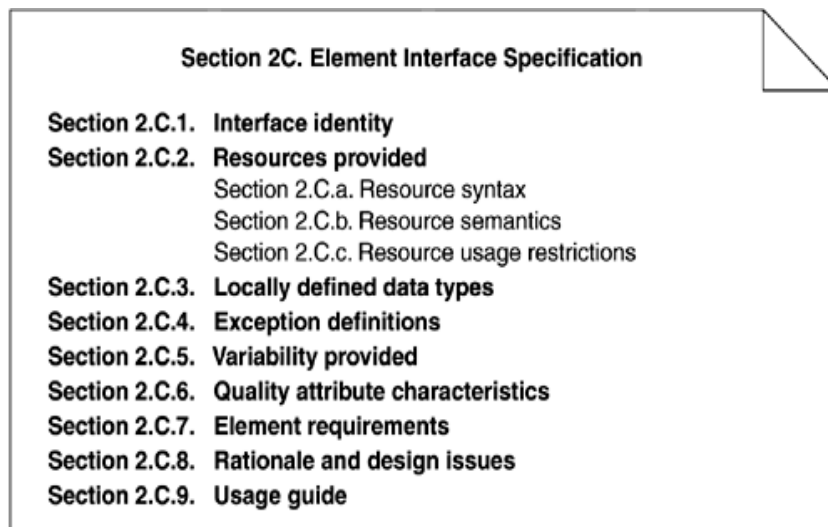 Section 2C. Element Interface Specification
Section 2.C.1. Interface identity
Section 2.C.2. Resources provided
Section 2.C.a. Resource syntax
Section 2.C.b. Resource semantics
Section 2.C.c. Resource usage restrictions
Section 2.C.3. Locally defined data types
Section 2.C.4. Exception definitions
Section 2.C.5. Variability provided
Section 2.C.6. Quality attribute characteristics
Section 2.C.7. Element requirements
Section 2.C.8. Rationale and design issues
Section 2.C.9. Usage guide